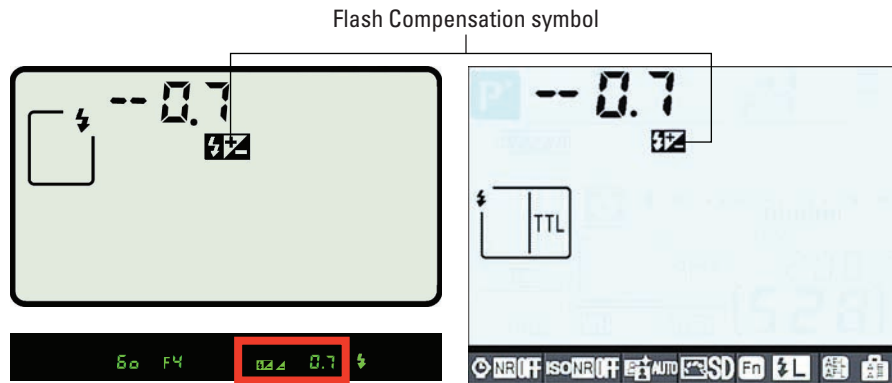 Flash Compensation symbol
-- 0.7
P* -- 0.7
TTL
(528)
60 F4 0.7
NR OFF ISO NR OFF AUTO SD Fn L